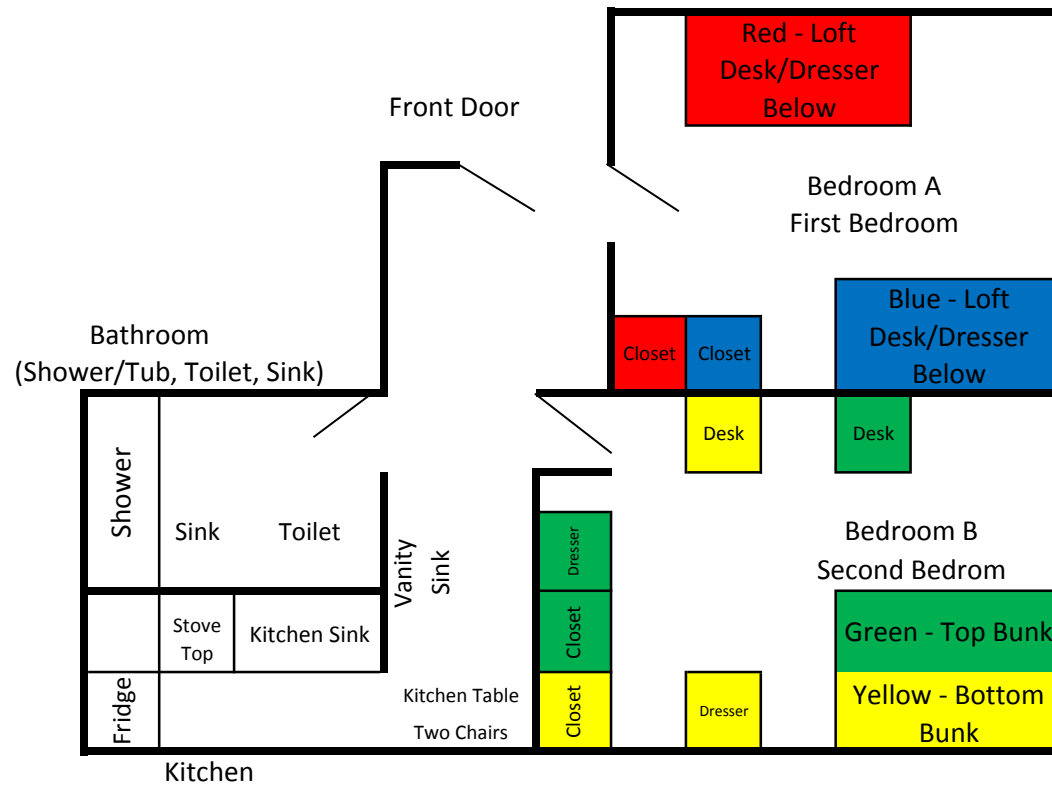 Red - Loft
Desk/Dresser
Below
Front Door
Bedroom A
First Bedroom
Blue - Loft
Desk/Dresser
Below
Closet
Closet
Bathroom
(Shower/Tub, Toilet, Sink)
Desk
Desk
Shower
Sink
Toilet
Vanity
Sink
Dresser
Bedroom B
Second Bedrom
Stove
Top
Kitchen Sink
Closet
Green - Top Bunk
Fridge
Kitchen Table
Two Chairs
Closet
Dresser
Yellow - Bottom
Bunk
Kitchen